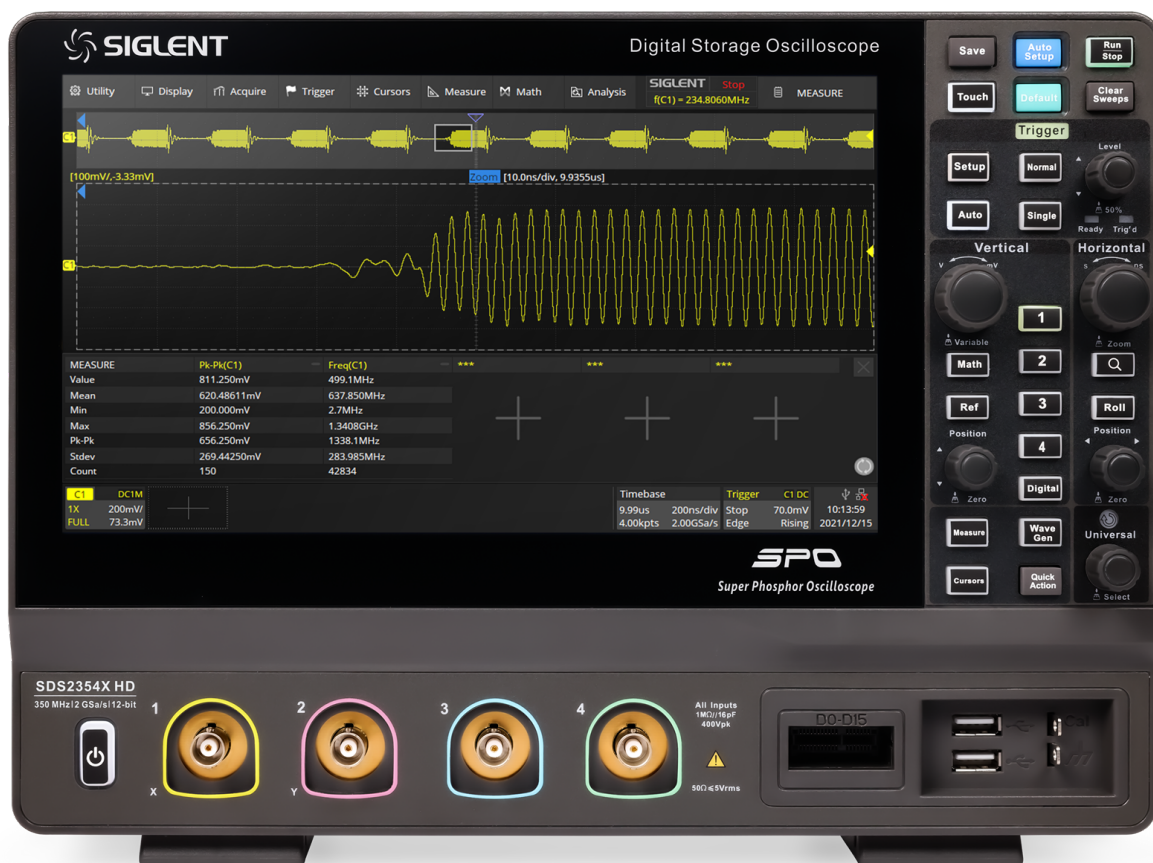 SIGLENT
Digital Storage Oscilloscope
Utility Display Acquire Trigger Cursors Measure Math Analysis
SIGLENT Stop
f(C1) = 234.8060MHz
MEASURE
C1
[100mV/,-3.33mV]
Zoom [10.0ns/div, 9.9355us]
C1
MEASURE Pk-Pk(C1) Freq(C1) *** *** ***
Value 811.250mV 499.1MHz
Mean 620.48611mV 637.850MHz
Min 200.000mV 2.7MHz
Max 856.250mV 1.3408GHz
Pk-Pk 656.250mV 1338.1MHz
Stdev 269.44250mV 283.985MHz
Count 150 42834
C1 DC1M
1X 200mV/
FULL 73.3mV
Timebase
9.99us 200ns/div
4.00kpts 2.00GSa/s
Trigger C1 DC
Stop 70.0mV
Edge Rising
10:13:59
2021/12/15
SPO
Super Phosphor Oscilloscope
Save
Auto
Setup
Run
Stop
Touch
Default
Clear
Sweeps
Trigger
Setup
Normal
Level
Auto
Single
50%
Ready Trig'd
Vertical
V mV
Variable
Horizontal
s ns
Zoom
1
Math
2
Ref
3
Roll
Position
4
Position
Zero
Digital
Zero
Measure
Wave
Gen
Universal
Cursors
Quick
Action
Select
SDS2354X HD
350 MHz|2 GSa/s|12-bit
1
X
2
Y
3
4
All Inputs
1MΩ//16pF
400Vpk
50Ω≤5Vrms
D0-D15
Cal